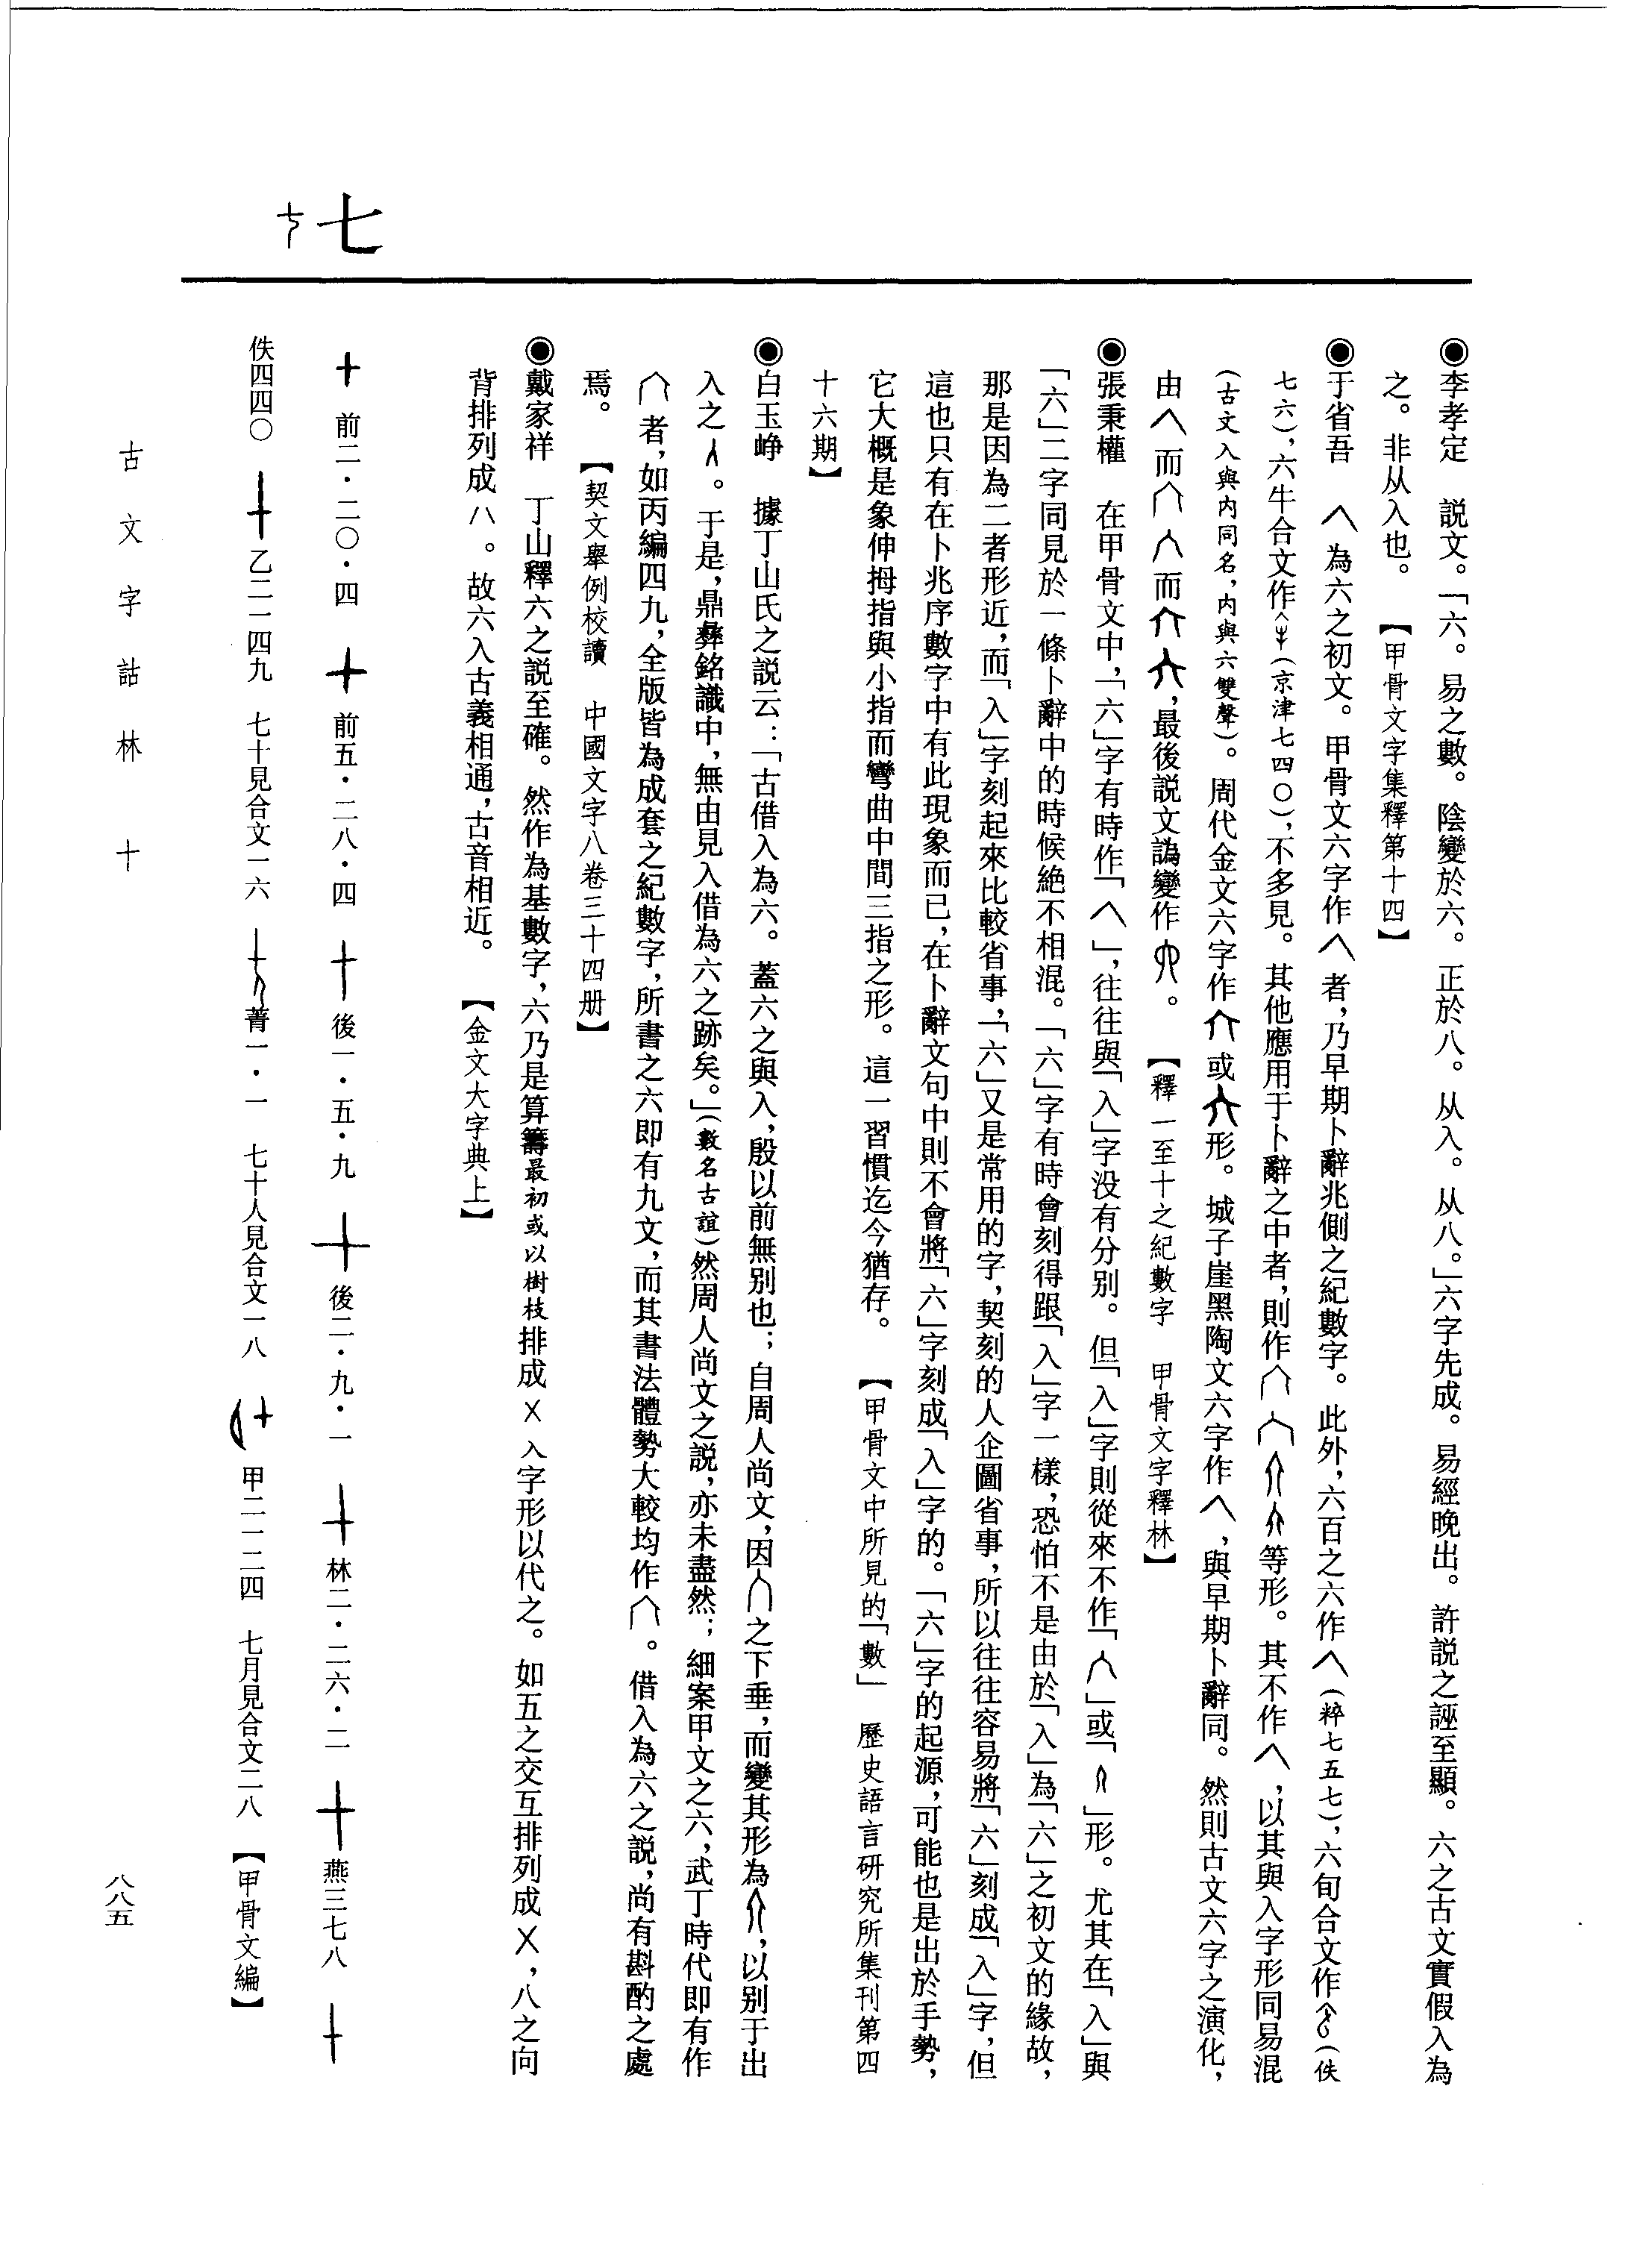 七
◉李孝定　説文。「六。易之數。陰變於六。正於八。从入。从八。」六字先成。易經晚出。許説之誣至顯。六之古文實假入為
之。非从入也。　【甲骨文字集釋第十四】
◉于省吾　為六之初文。甲骨文六字作者，乃早期卜辭兆側之紀數字。此外，六百之六作（粹七五七），六旬合文作（佚
七六），六牛合文作（京津七四〇），不多見。其他應用于卜辭之中者，則作等形。其不作，以其與入字形同易混
（古文入與内同名，内與六雙聲）。周代金文六字作或形。城子崖黑陶文六字作，與早期卜辭同。然則古文六字之演化，
由而而，最後説文譌變作。　【釋一至十之紀數字　甲骨文字釋林】
◉張秉權　在甲骨文中，「六」字有時作「」，往往與「入」字没有分别。但「入」字則從來不作「」或「」形。尤其在「入」與
「六」二字同見於一條卜辭中的時候絶不相混。「六」字有時會刻得跟「入」字一樣，恐怕不是由於「入」為「六」之初文的緣故，
那是因為二者形近，而「入」字刻起來比較省事，「六」又是常用的字，契刻的人企圖省事，所以往往容易將「六」刻成「入」字，但
這也只有在卜兆序數字中有此現象而已，在卜辭文句中則不會將「六」字刻成「入」字的。「六」字的起源，可能也是出於手勢，
它大概是象伸拇指與小指而彎曲中間三指之形。這一習慣迄今猶存。　【甲骨文中所見的「數」　歷史語言研究所集刊第四
十六期】
◉白玉崢　據丁山氏之説云：「古借入為六。蓋六之與入，殷以前無别也；自周人尚文，因之下垂，而變其形為，以别于出
入之。于是，鼎彝銘識中，無由見入借為六之跡矣。」（數名古誼）然周人尚文之説，亦未盡然；細案甲文之六，武丁時代即有作
者，如丙編四九，全版皆為成套之紀數字，所書之六即有九文，而其書法體勢大較均作。借入為六之説，尚有斟酌之處
焉。　【契文舉例校讀　中國文字八卷三十四册】
◉戴家祥　丁山釋六之説至確。然作為基數字，六乃是算籌最初或以樹枝排成㐅入字形以代之。如五之交互排列成㐅，八之向
背排列成八。故六入古義相通，古音相近。　【金文大字典上】
前二・二〇・四　前五・二八・四　後一・五・九　後二・九・一　林二・二六・二　燕三七八
佚四四〇　乙二一四九　七十見合文一六　菁一・一　七十人見合文一八　甲二一二四　七月見合文二八　【甲骨文編】
古文字詁林　十
八八五